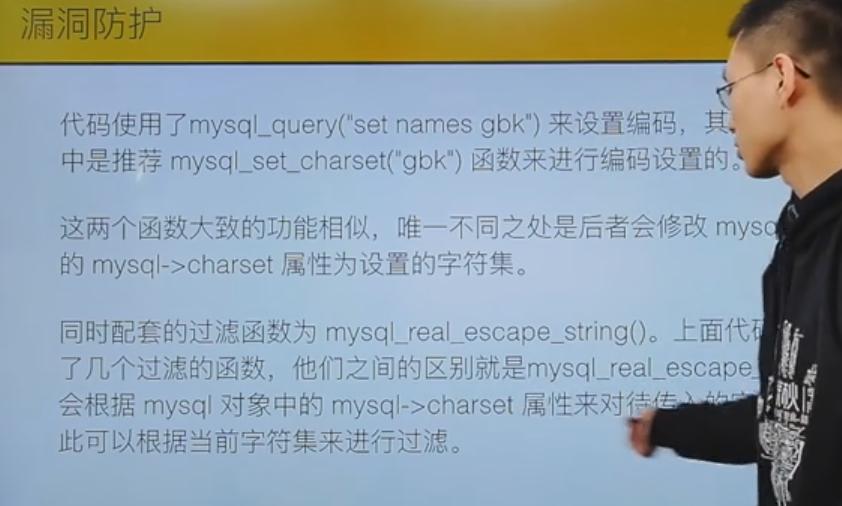 漏洞防护
代码使用了mysql_query("set names gbk") 来设置编码，其
中是推荐 mysql_set_charset("gbk") 函数来进行编码设置的。
这两个函数大致的功能相似，唯一不同之处是后者会修改
的 mysql->charset 属性为设置的字符集。
同时配套的过滤函数为 mysql_real_escape_string()。上面代
了几个过滤的函数，他们之间的区别就是mysql_real_escape_
会根据 mysql 对象中的 mysql->charset 属性来对待传入的
此可以根据当前字符集来进行过滤。